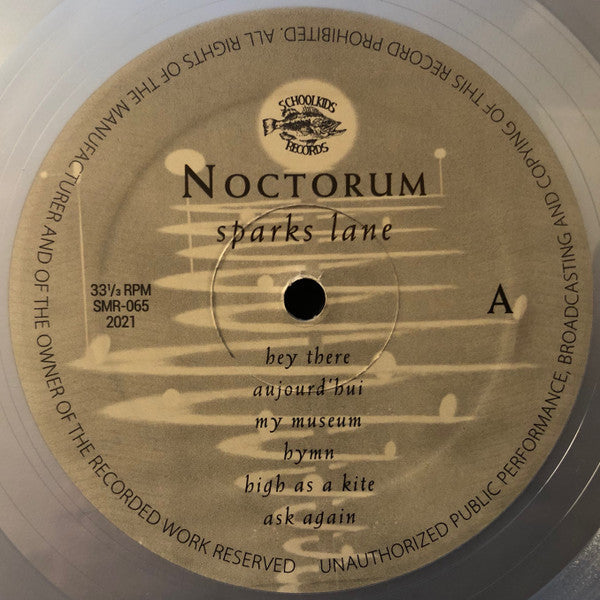 SCHOOLKIDS
RECORDS
NOCTORUM
sparks lane
33⅓ RPM
SMR-065
2021
A
hey there
aujourd'hui
my museum
hymn
high as a kite
ask again
ALL RIGHTS OF THE MANUFACTURER AND OF THE OWNER OF THE RECORDED WORK RESERVED
UNAUTHORIZED PUBLIC PERFORMANCE, BROADCASTING AND COPYING OF THIS RECORD PROHIBITED.